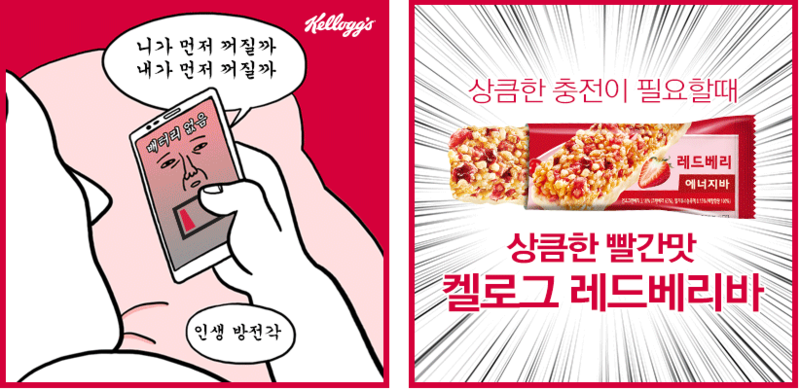 Kellogg's
니가 먼저 꺼질까
내가 먼저 꺼질까
배터리 없음
인생 방전각
상큼한 충전이 필요할때
레드베리
에너지바
상큼한 빨간맛
켈로그 레드베리바